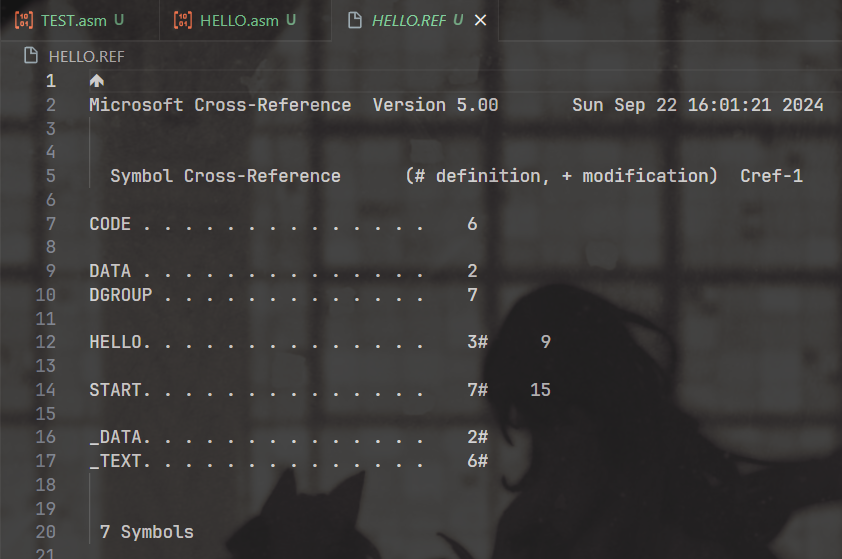 TEST.asm U HELLO.asm U HELLO.REF U
HELLO.REF
1
2 Microsoft Cross-Reference  Version 5.00       Sun Sep 22 16:01:21 2024
3
4
5   Symbol Cross-Reference      (# definition, + modification)  Cref-1
6
7 CODE . . . . . . . . . . . . . .    6
8
9 DATA . . . . . . . . . . . . . .    2
10 DGROUP . . . . . . . . . . . . .    7
11
12 HELLO. . . . . . . . . . . . . .    3#     9
13
14 START. . . . . . . . . . . . . .    7#    15
15
16 _DATA. . . . . . . . . . . . . .    2#
17 _TEXT. . . . . . . . . . . . . .    6#
18
19
20  7 Symbols
21